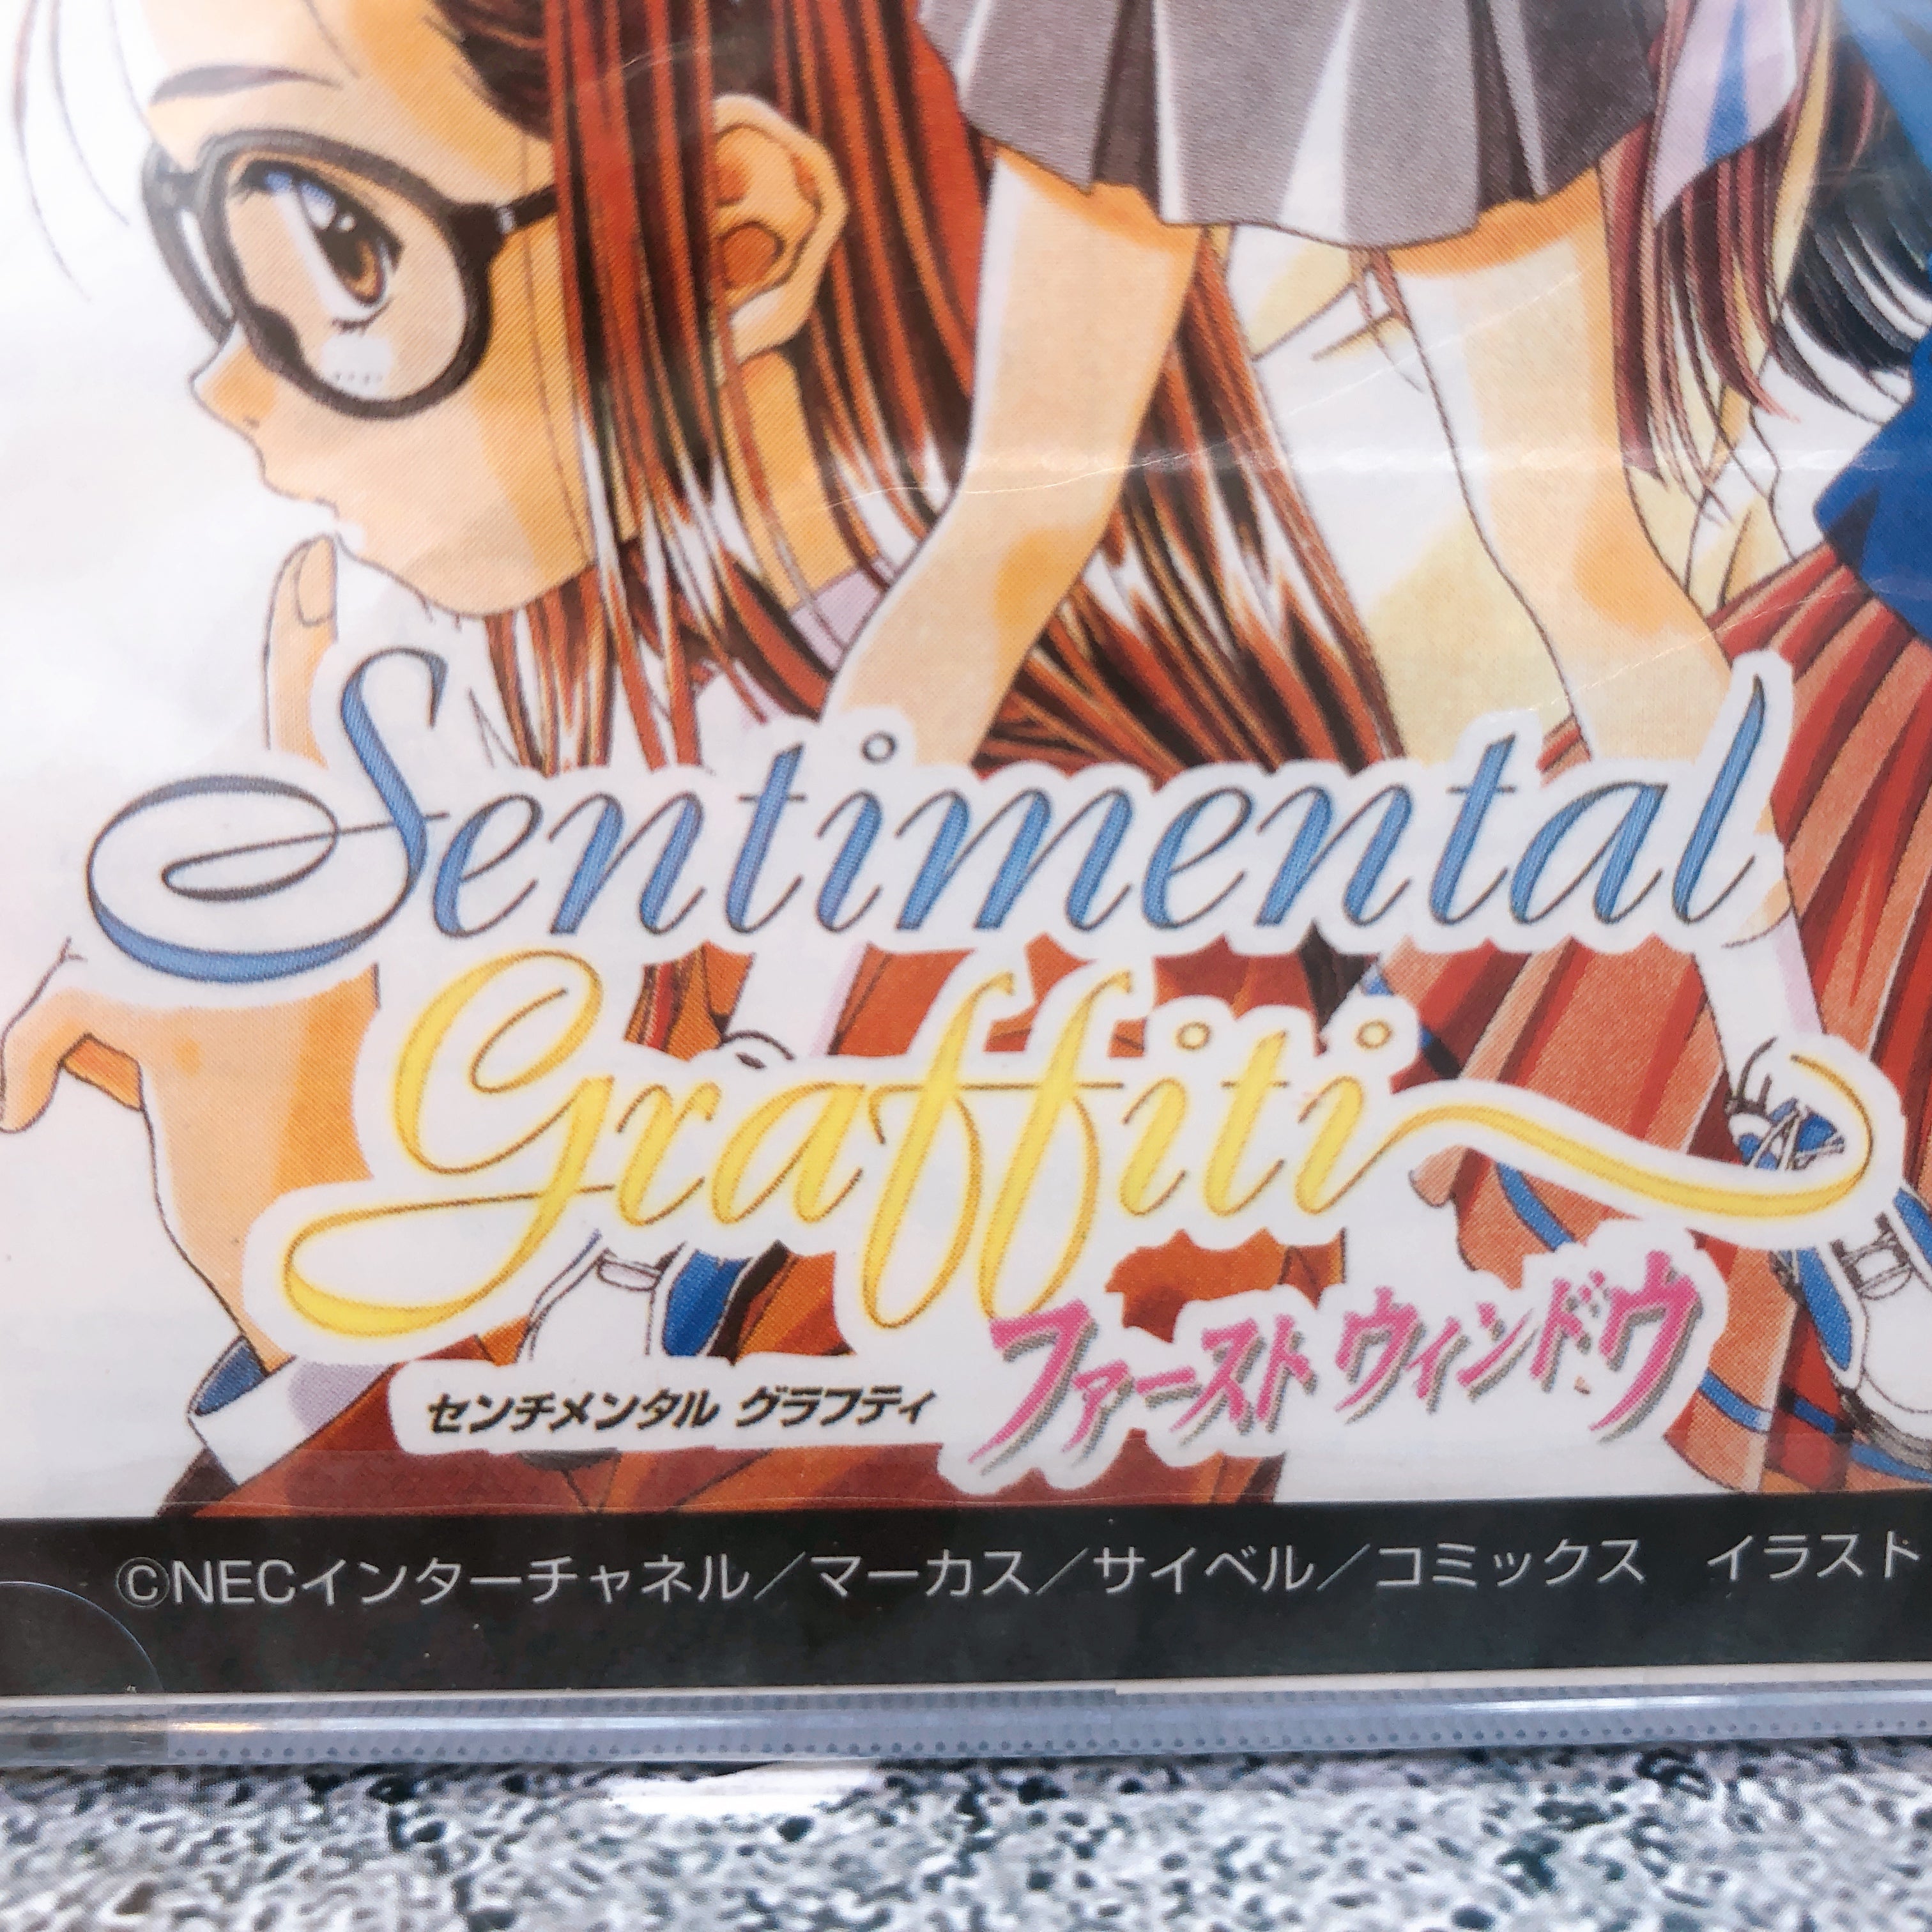 Sentimental
Graffiti
センチメンタル グラフティ ファースト ウィンドウ
©NECインターチャネル／マーカス／サイベル／コミックス イラスト